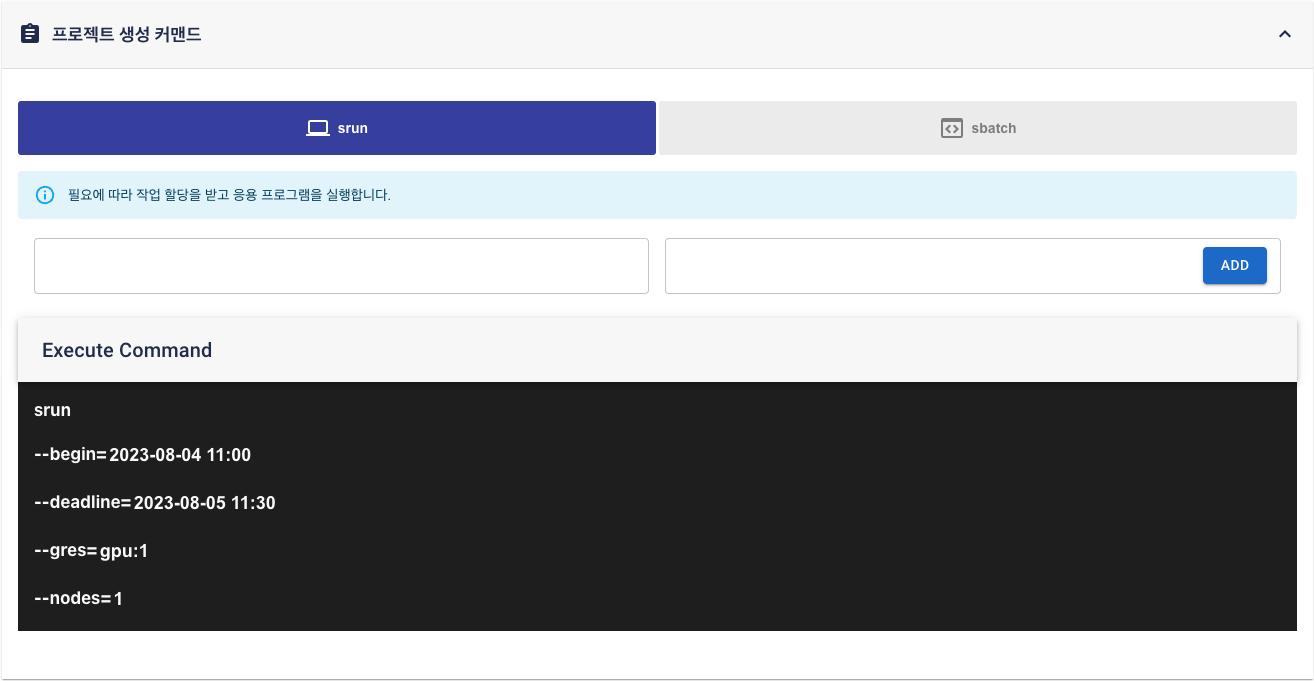 프로젝트 생성 커맨드
srun
sbatch
필요에 따라 작업 할당을 받고 응용 프로그램을 실행합니다.
ADD
Execute Command
srun
--begin=2023-08-04 11:00
--deadline=2023-08-05 11:30
--gres=gpu:1
--nodes=1